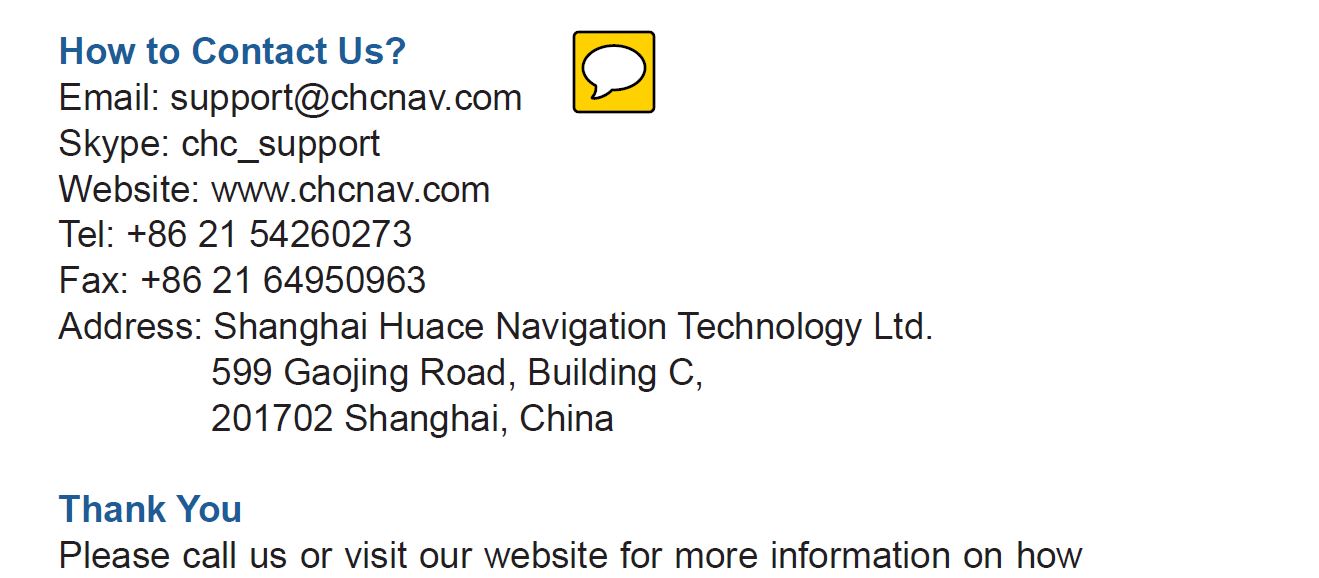 How to Contact Us?
Email: support@chcnav.com
Skype: chc_support
Website: www.chcnav.com
Tel: +86 21 54260273
Fax: +86 21 64950963
Address: Shanghai Huace Navigation Technology Ltd.
599 Gaojing Road, Building C,
201702 Shanghai, China
Thank You
Please call us or visit our website for more information on how